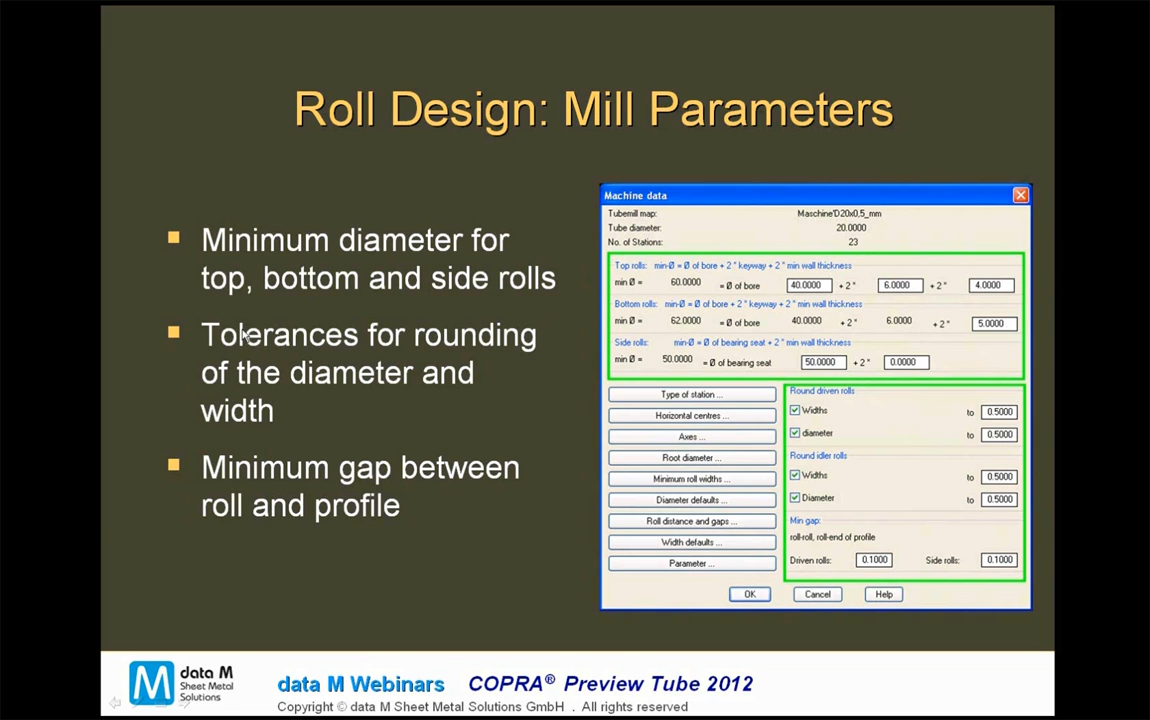 Roll Design: Mill Parameters
Minimum diameter for
top, bottom and side rolls
Tolerances for rounding
of the diameter and
width
Minimum gap between
roll and profile
Machine data
Tubemill map: Maschine'D20x0,5_mm
Tube diameter: 20.0000
No. of Stations: 23
Top rolls: min-Ø = Ø of bore + 2 * keyway + 2 * min wall thickness
min Ø = 60.0000 = Ø of bore 40.0000 + 2 * 6.0000 + 2 * 4.0000
Bottom rolls: min-Ø = Ø of bore + 2 * keyway + 2 * min wall thickness
min Ø = 62.0000 = Ø of bore 40.0000 + 2 * 6.0000 + 2 * 5.0000
Side rolls: min-Ø = Ø of bearing seat + 2 * min wall thickness
min Ø = 50.0000 = Ø of bearing seat 50.0000 + 2 * 0.0000
Type of station ...
Horizontal centres ...
Axes ...
Root diameter ...
Minimum roll widths ...
Diameter defaults ...
Roll distance and gaps ...
Width defaults ...
Parameter ...
Round driven rolls
Widths to 0.5000
diameter to 0.5000
Round idler rolls
Widths to 0.5000
Diameter to 0.5000
Min gap:
roll-roll, roll-end of profile
Driven rolls: 0.1000 Side rolls: 0.1000
OK Cancel Help
M
data M
Sheet Metal
Solutions
data M Webinars COPRA® Preview Tube 2012
Copyright © data M Sheet Metal Solutions GmbH . All rights reserved